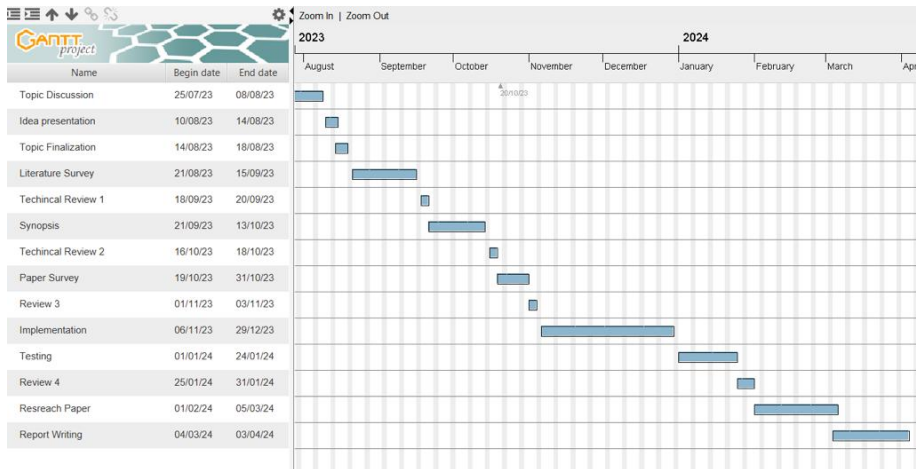 Zoom In | Zoom Out
GANTT
project
2023
2024
August September October November December January February March Apr
Name Begin date End date
20/10/23
Topic Discussion 25/07/23 08/08/23
Idea presentation 10/08/23 14/08/23
Topic Finalization 14/08/23 18/08/23
Literature Survey 21/08/23 15/09/23
Techincal Review 1 18/09/23 20/09/23
Synopsis 21/09/23 13/10/23
Techincal Review 2 16/10/23 18/10/23
Paper Survey 19/10/23 31/10/23
Review 3 01/11/23 03/11/23
Implementation 06/11/23 29/12/23
Testing 01/01/24 24/01/24
Review 4 25/01/24 31/01/24
Resreach Paper 01/02/24 05/03/24
Report Writing 04/03/24 03/04/24